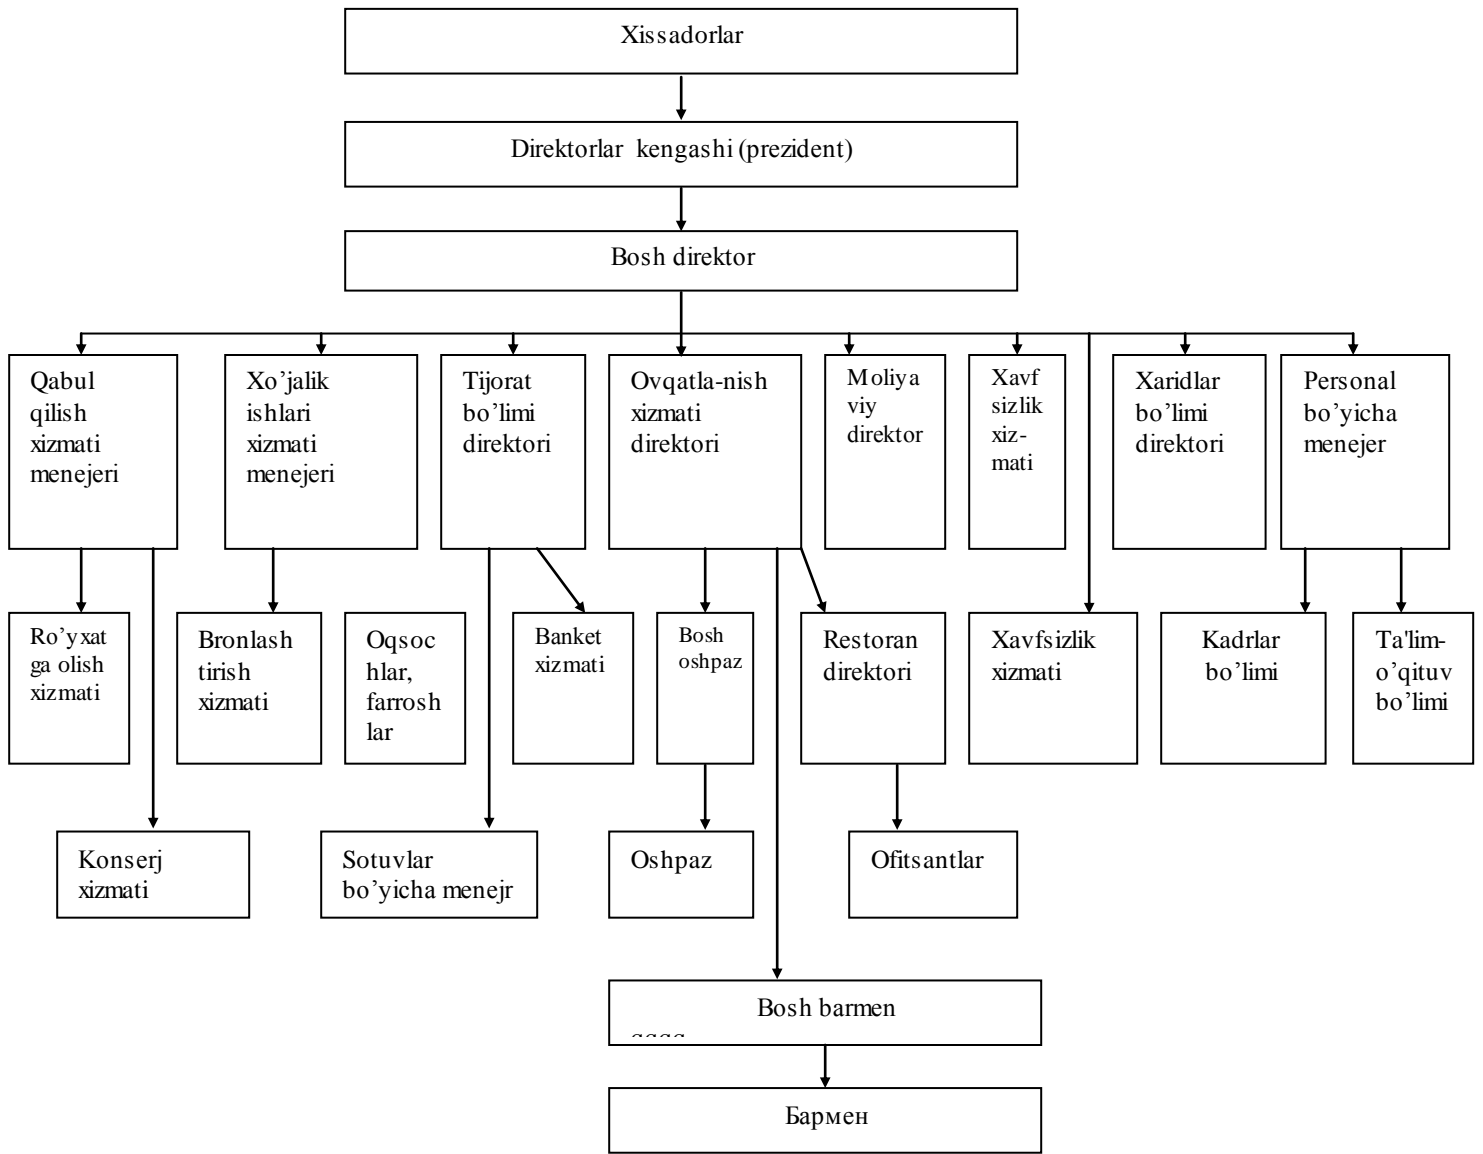 Xissadorlar
Direktorlar kengashi (prezident)
Bosh direktor
Qabul
qilish
xizmati
menejeri
Xo’jalik
ishlari
xizmati
menejeri
Tijorat
bo’limi
direktori
Ovqatla-nish
xizmati
direktori
Moliya
viy
direktor
Xavf
sizlik
xiz-
mati
Xaridlar
bo’limi
direktori
Personal
bo’yicha
menejer
Ro’yxat
ga olish
xizmati
Bronlash
tirish
xizmati
Oqsoc
hlar,
farrosh
lar
Banket
xizmati
Bosh
oshpaz
Restoran
direktori
Xavfsizlik
xizmati
Kadrlar
bo’limi
Ta'lim-
o’qituv
bo’limi
Konserj
xizmati
Sotuvlar
bo’yicha menejr
Oshpaz
Ofitsantlar
Bosh barmen
Бармен